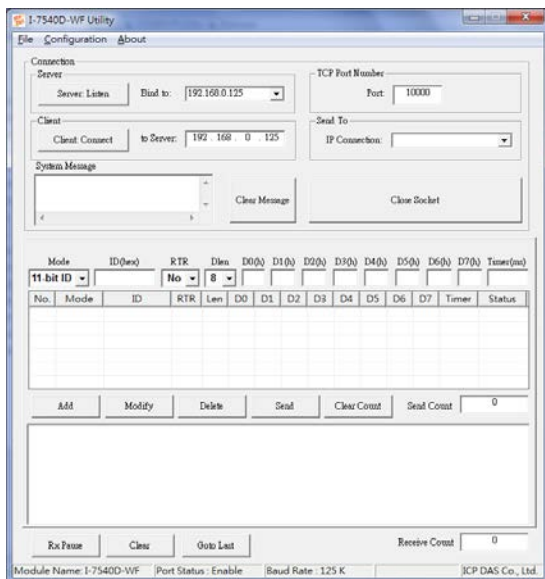 I-7540D-WF Utility
File Configuration About
Connection
Server
Server: Listen Bind to: 192.168.0.125
TCP Port Number
Port: 10000
Client
Client: Connect to Server: 192 . 168 . 0 . 125
Send To
IP Connection:
System Message
Clear Message
Close Socket
Mode ID(hex) RTR Dlen D0(h) D1(h) D2(h) D3(h) D4(h) D5(h) D6(h) D7(h) Timer(ms)
11-bit ID No 8
No. Mode ID RTR Len D0 D1 D2 D3 D4 D5 D6 D7 Timer Status
Add Modify Delete Send Clear Count Send Count 0
Rx Pause Clear Goto Last Receive Count 0
Module Name: I-7540D-WF Port Status : Enable Baud Rate : 125 K ICP DAS Co., Ltd.